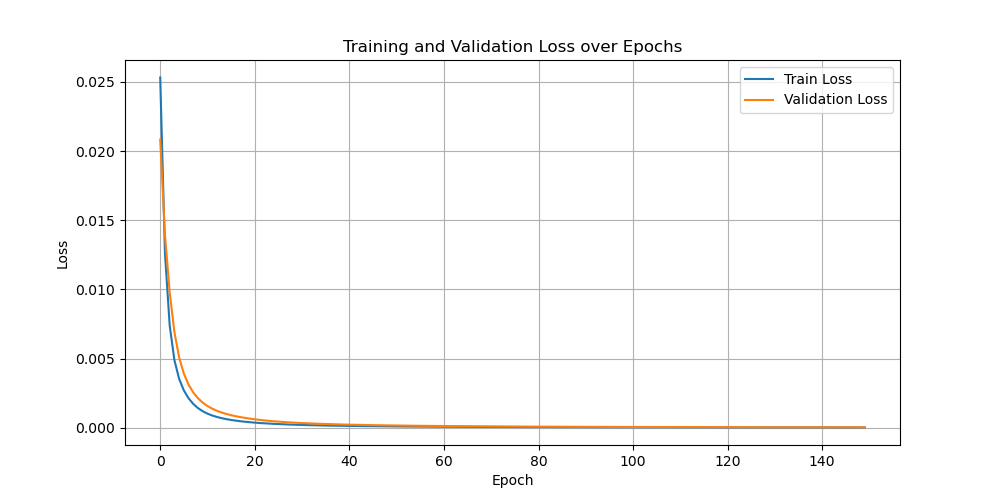 Training and Validation Loss over Epochs
Train Loss
Validation Loss
0.025
0.020
0.015
0.010
0.005
0.000
Loss
0 20 40 60 80 100 120 140
Epoch